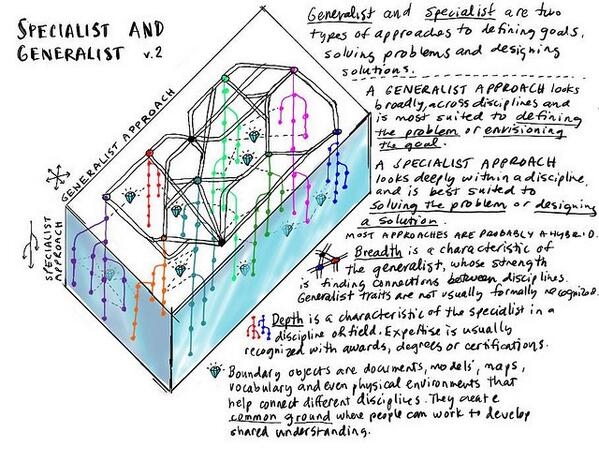 SPECIALIST AND
GENERALIST v.2
GENERALIST APPROACH
SPECIALIST
APPROACH
Generalist and Specialist are two
types of approaches to defining goals,
solving problems and designing
solutions.
A GENERALIST APPROACH looks
broadly, across disciplines and
is most suited to defining
the problem or envisioning
the goal.
A SPECIALIST APPROACH
looks deeply within a discipline,
and is best suited to
solving the problem or designing
a solution.
MOST APPROACHES ARE PROBABLY A HYBRID.
Breadth is a characteristic of
the generalist, whose strength
is finding connections between disciplines.
Generalist traits are not usually formally recognized.
Depth is a characteristic of the specialist in a
discipline or field. Expertise is usually
recognized with awards, degrees or certifications.
Boundary objects are documents, models, maps,
vocabulary and even physical environments that
help connect different disciplines. They create
common ground where people can work to develop
shared understanding.